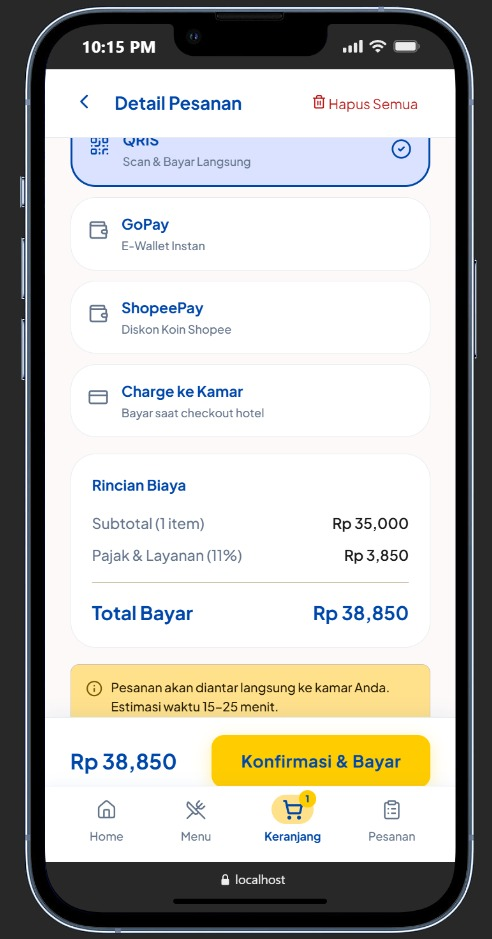 10:15 PM
Detail Pesanan
Hapus Semua
QRIS
Scan & Bayar Langsung
GoPay
E-Wallet Instan
ShopeePay
Diskon Koin Shopee
Charge ke Kamar
Bayar saat checkout hotel
Rincian Biaya
Subtotal (1 item) Rp 35,000
Pajak & Layanan (11%) Rp 3,850
Total Bayar Rp 38,850
Pesanan akan diantar langsung ke kamar Anda.
Estimasi waktu 15–25 menit.
Rp 38,850
Konfirmasi & Bayar
1
Home
Menu
Keranjang
Pesanan
localhost